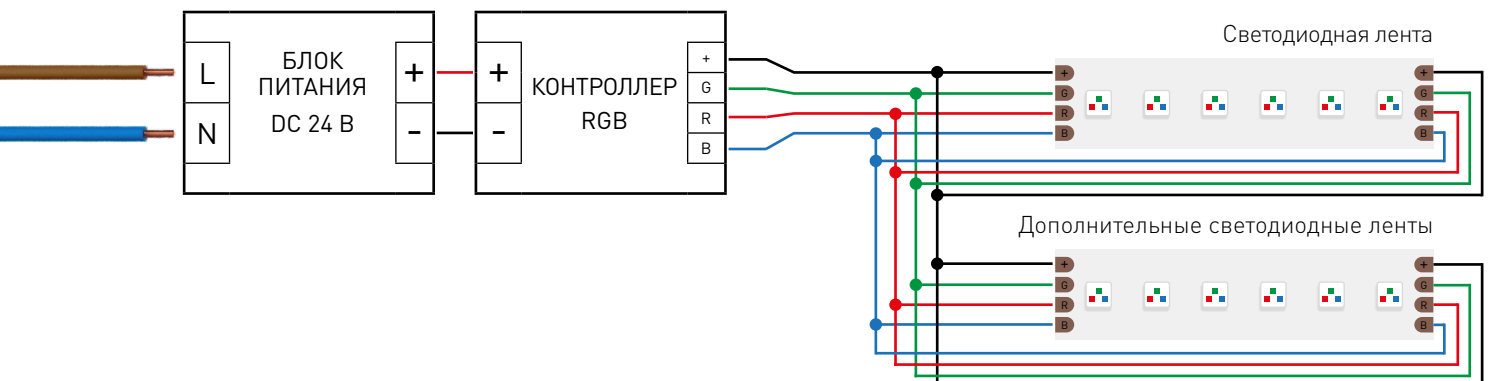 L
N
БЛОК
ПИТАНИЯ
DC 24 В
+
-
+
-
КОНТРОЛЛЕР
RGB
+
G
R
B
Светодиодная лента
+
G
R
B
+
G
R
B
Дополнительные светодиодные ленты
+
G
R
B
+
G
R
B